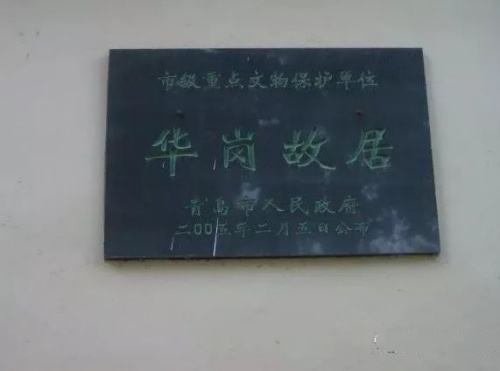 市级重点文物保护单位
华岗故居
青岛市人民政府
二00五年二月五日公布